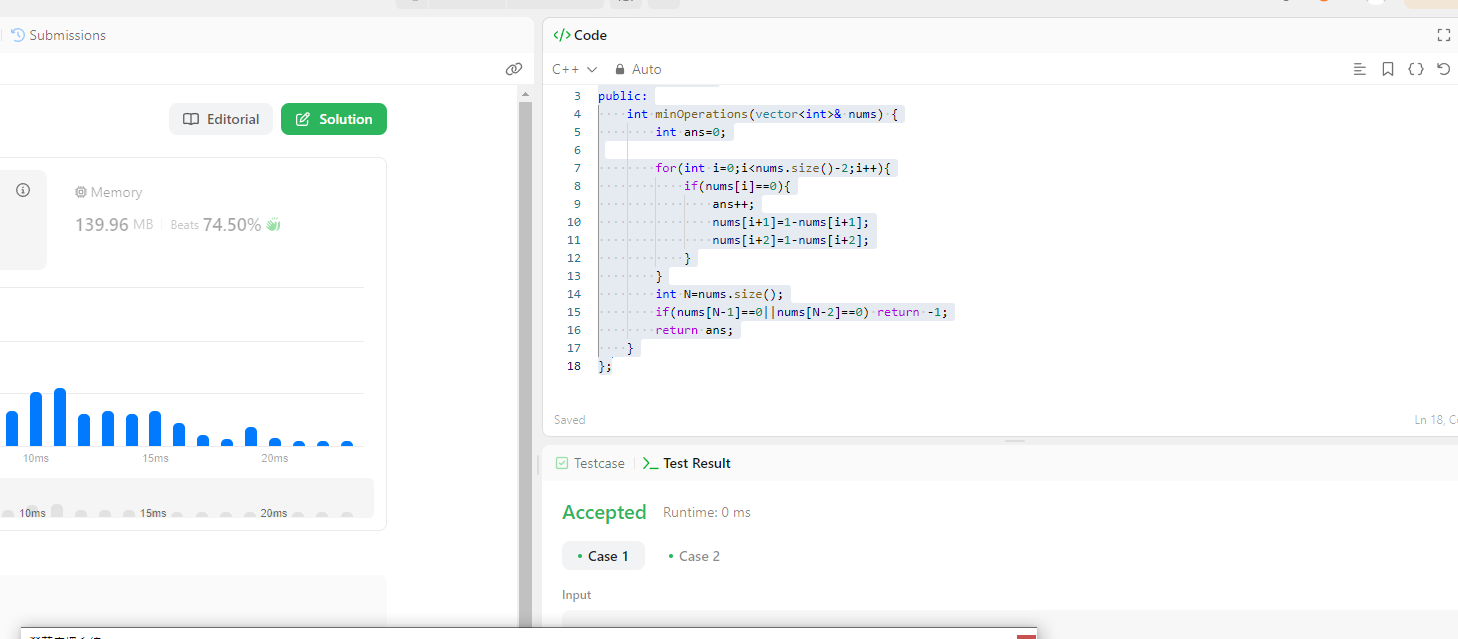 Submissions
Editorial
Solution
Memory
139.96 MB
Beats 74.50%
10ms 15ms 20ms
10ms 15ms 20ms
</> Code
C++ Auto
3 public:
4     int minOperations(vector<int>& nums) {
5         int ans=0;
6
7         for(int i=0;i<nums.size()-2;i++){
8             if(nums[i]==0){
9                 ans++;
10                 nums[i+1]=1-nums[i+1];
11                 nums[i+2]=1-nums[i+2];
12             }
13         }
14         int N=nums.size();
15         if(nums[N-1]==0||nums[N-2]==0) return -1;
16         return ans;
17     }
18 };
Saved
Ln 18,
Testcase
Test Result
Accepted Runtime: 0 ms
Case 1 Case 2
Input